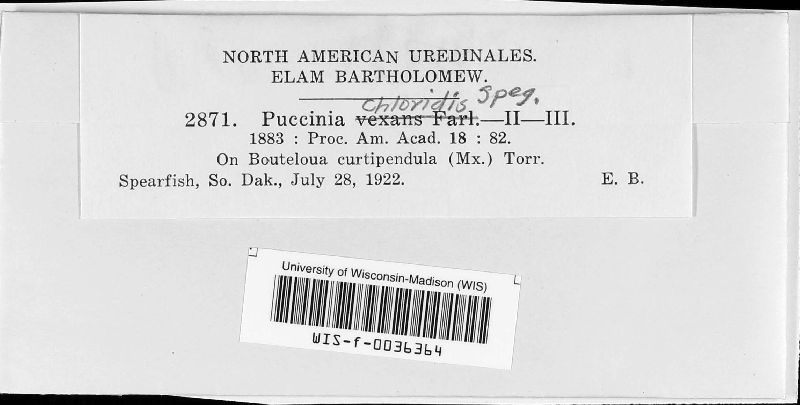 NORTH AMERICAN UREDINALES.
ELAM BARTHOLOMEW.
Chloridis Speg.
2871. Puccinia vexans Farl.—II—III.
1883 : Proc. Am. Acad. 18 : 82.
On Bouteloua curtipendula (Mx.) Torr.
Spearfish, So. Dak., July 28, 1922. E. B.
University of Wisconsin-Madison (WIS)
WIS-f-0036364